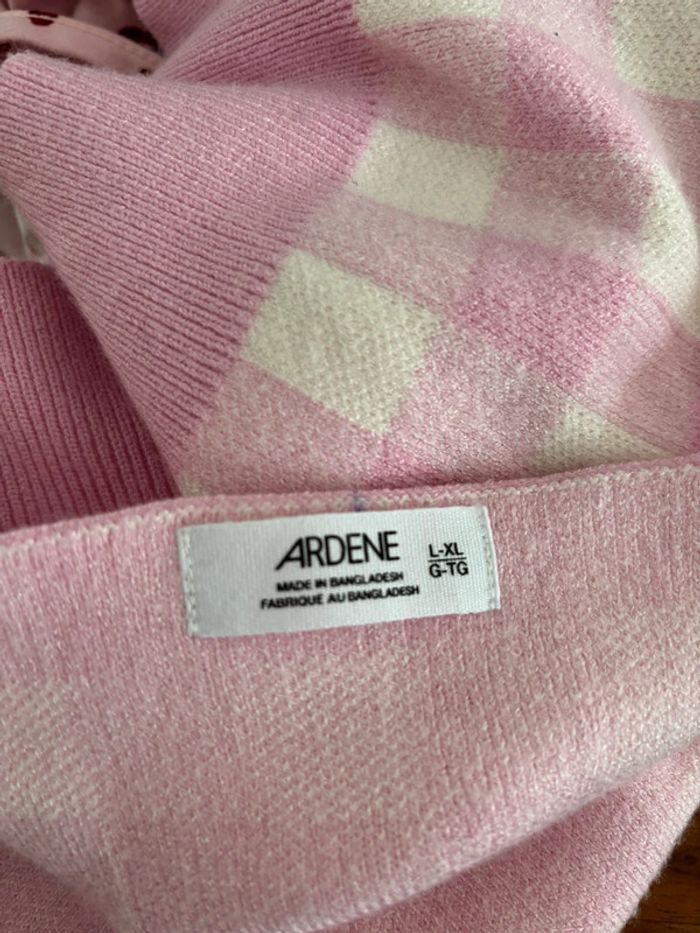 ARDENE
L-XL
G-TG
MADE IN BANGLADESH
FABRIQUÉ AU BANGLADESH